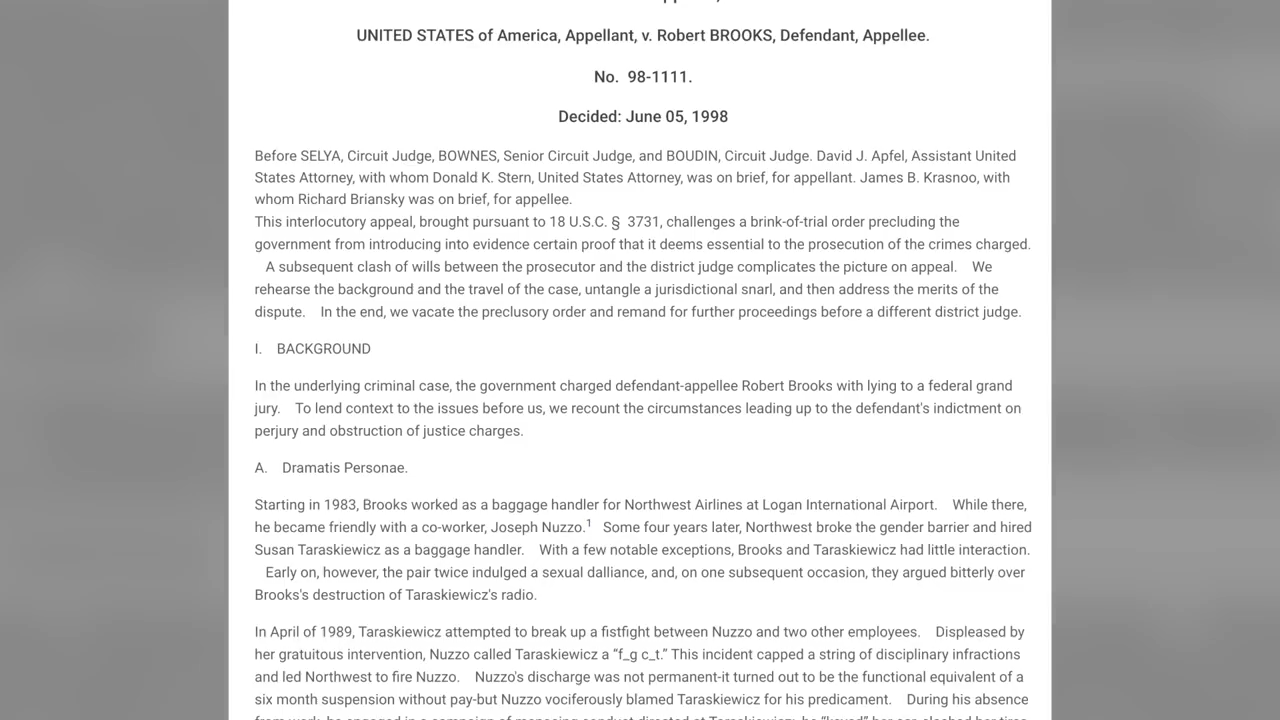 UNITED STATES of America, Appellant, v. Robert BROOKS, Defendant, Appellee.
No. 98-1111.
Decided: June 05, 1998
Before SELYA, Circuit Judge, BOWNES, Senior Circuit Judge, and BOUDIN, Circuit Judge. David J. Apfel, Assistant United
States Attorney, with whom Donald K. Stern, United States Attorney, was on brief, for appellant. James B. Krasnoo, with
whom Richard Briansky was on brief, for appellee.
This interlocutory appeal, brought pursuant to 18 U.S.C. § 3731, challenges a brink-of-trial order precluding the
government from introducing into evidence certain proof that it deems essential to the prosecution of the crimes charged.
A subsequent clash of wills between the prosecutor and the district judge complicates the picture on appeal. We
rehearse the background and the travel of the case, untangle a jurisdictional snarl, and then address the merits of the
dispute. In the end, we vacate the preclusory order and remand for further proceedings before a different district judge.
I. BACKGROUND
In the underlying criminal case, the government charged defendant-appellee Robert Brooks with lying to a federal grand
jury. To lend context to the issues before us, we recount the circumstances leading up to the defendant's indictment on
perjury and obstruction of justice charges.
A. Dramatis Personae.
Starting in 1983, Brooks worked as a baggage handler for Northwest Airlines at Logan International Airport. While there,
he became friendly with a co-worker, Joseph Nuzzo.1 Some four years later, Northwest broke the gender barrier and hired
Susan Taraskiewicz as a baggage handler. With a few notable exceptions, Brooks and Taraskiewicz had little interaction.
Early on, however, the pair twice indulged a sexual dalliance, and, on one subsequent occasion, they argued bitterly over
Brooks's destruction of Taraskiewicz's radio.
In April of 1989, Taraskiewicz attempted to break up a fistfight between Nuzzo and two other employees. Displeased by
her gratuitous intervention, Nuzzo called Taraskiewicz a “f_g c_t.” This incident capped a string of disciplinary infractions
and led Northwest to fire Nuzzo. Nuzzo's discharge was not permanent-it turned out to be the functional equivalent of a
six month suspension without pay-but Nuzzo vociferously blamed Taraskiewicz for his predicament. During his absence